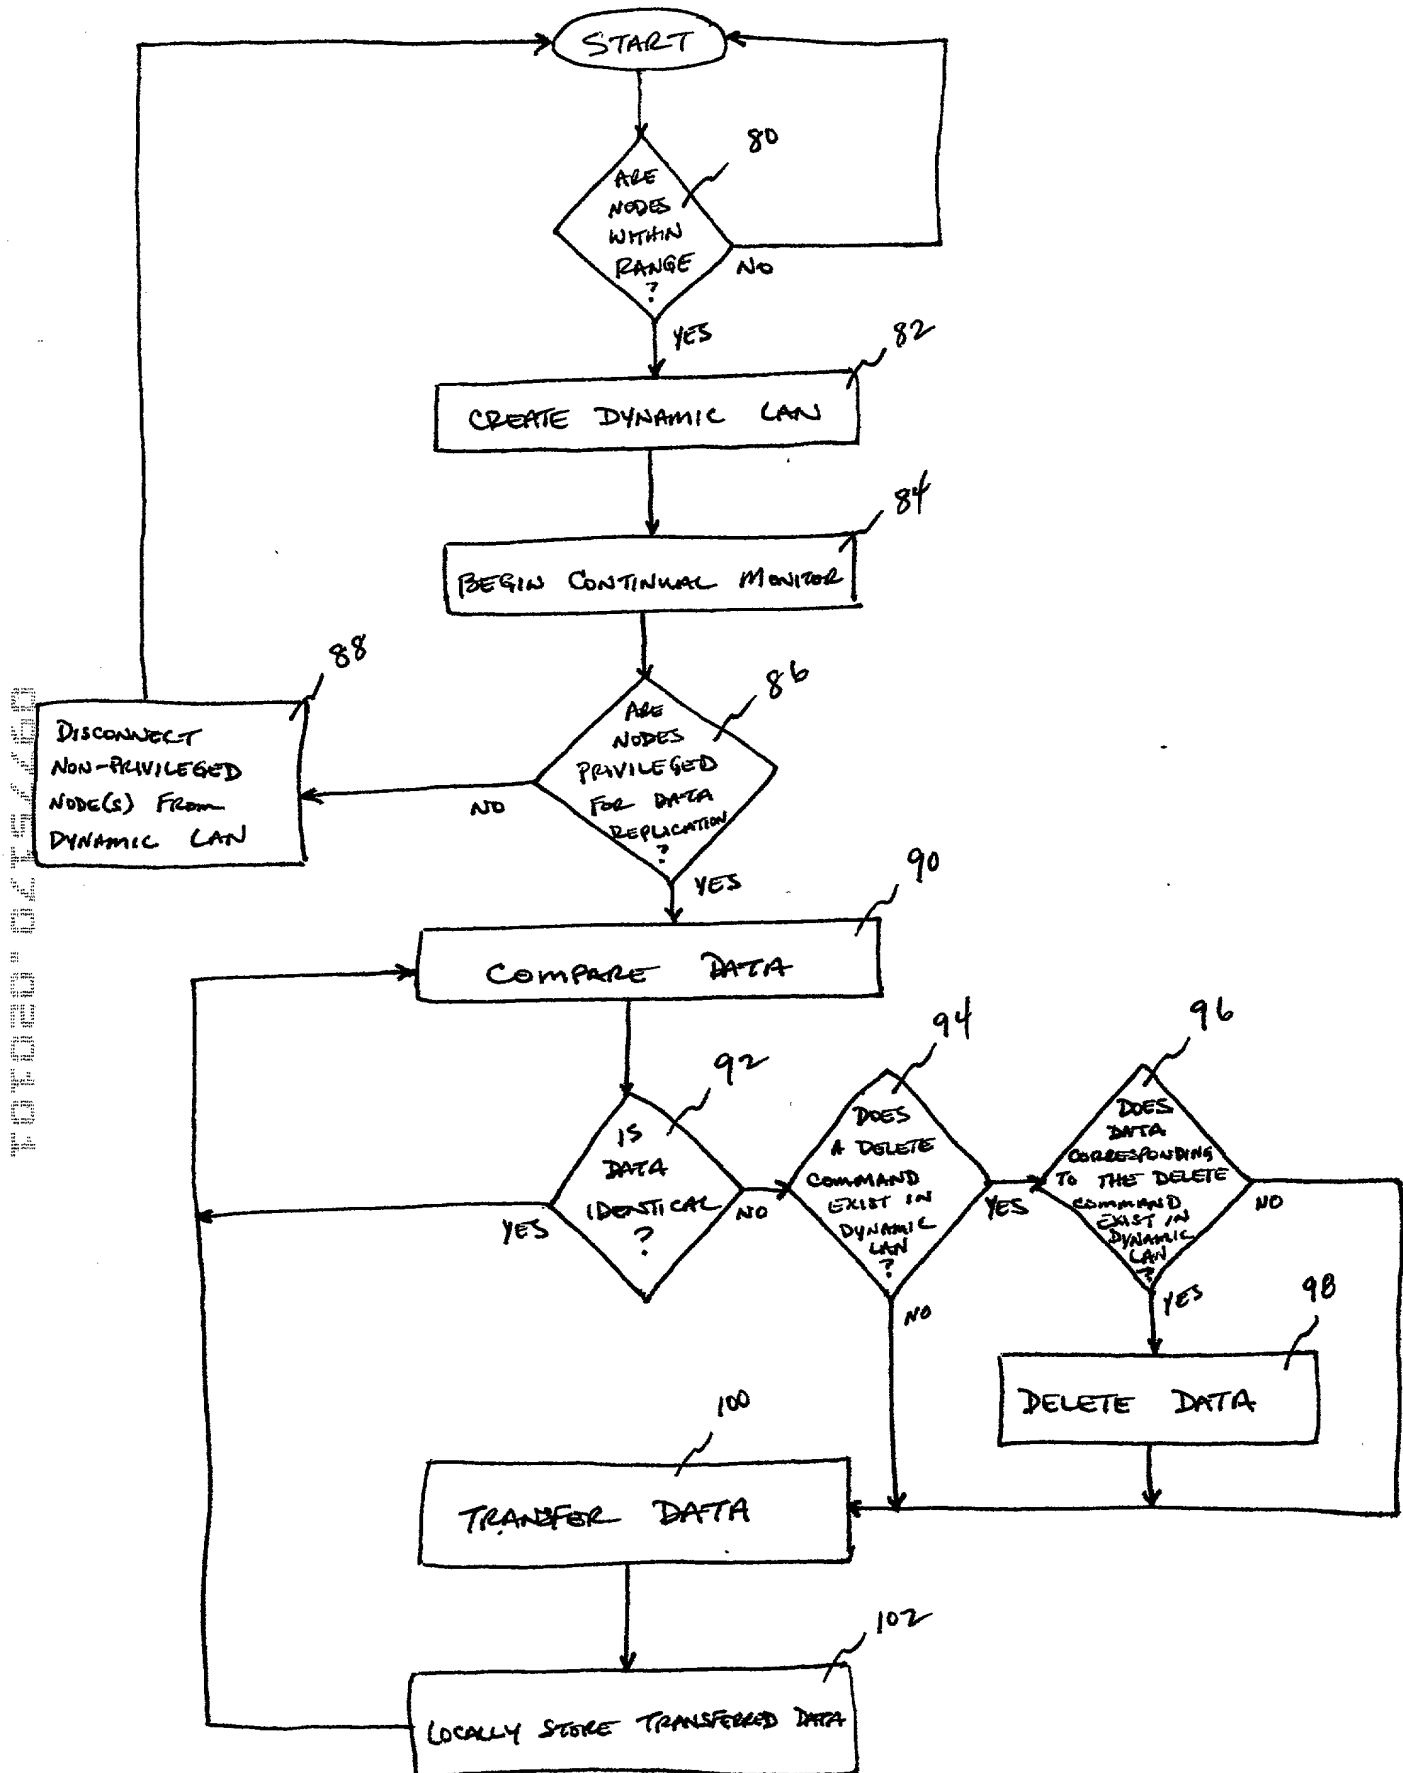 START
80
ARE
NODES
WITHIN
RANGE
?
NO
YES
82
CREATE DYNAMIC LAN
84
BEGIN CONTINUAL MONITOR
86
ARE
NODES
PRIVILEGED
FOR DATA
REPLICATION
?
NO
YES
88
DISCONNECT
NON-PRIVILEGED
NODE(S) FROM
DYNAMIC LAN
90
COMPARE DATA
92
IS
DATA
IDENTICAL
?
YES
NO
94
DOES
A DELETE
COMMAND
EXIST IN
DYNAMIC
LAN
?
YES
NO
96
DOES
DATA
CORRESPONDING
TO THE DELETE
COMMAND
EXIST IN
DYNAMIC
LAN
?
NO
YES
98
DELETE DATA
100
TRANSFER DATA
102
LOCALLY STORE TRANSFERRED DATA